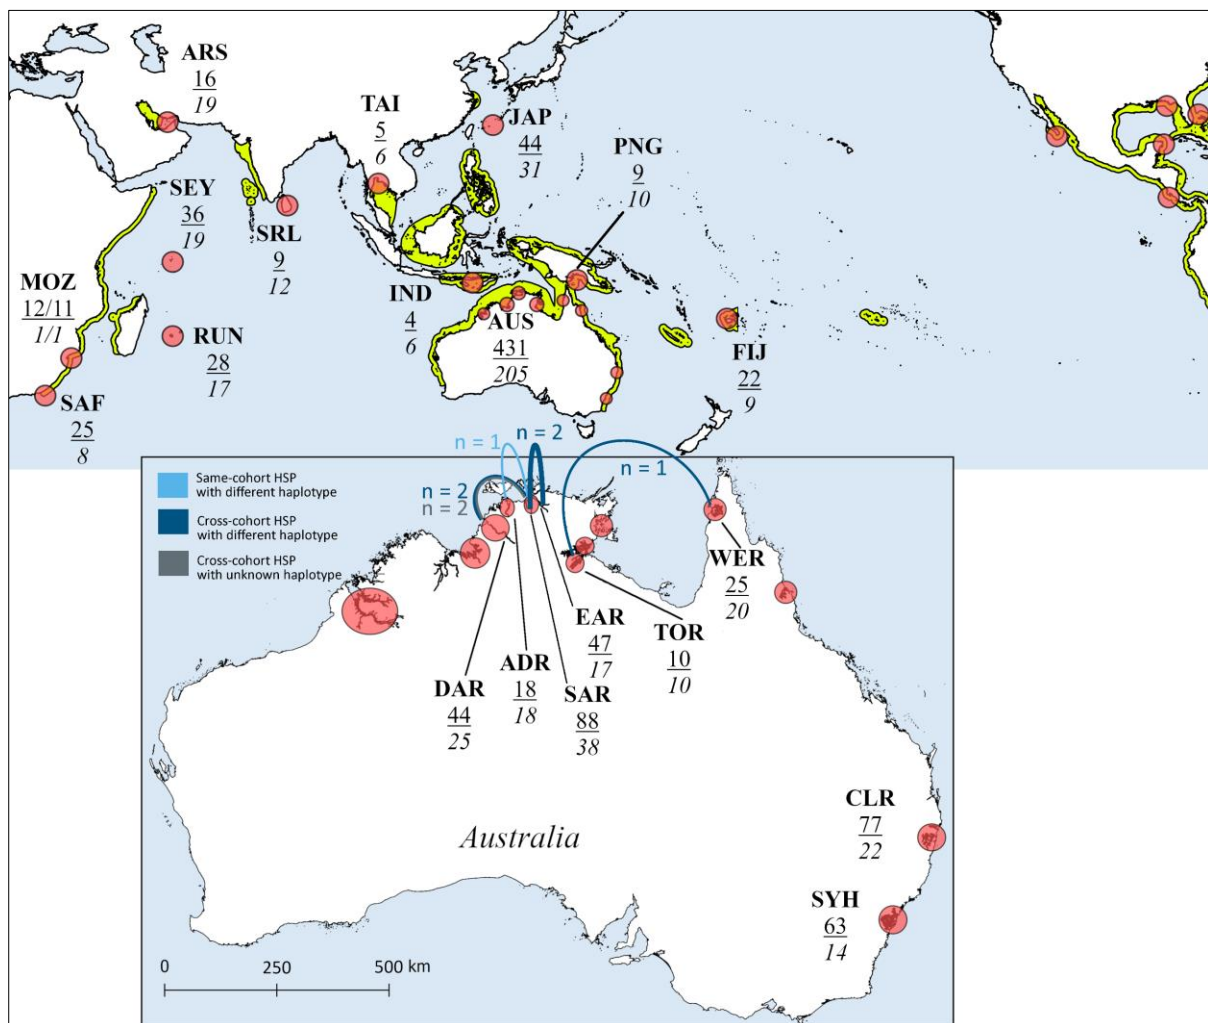 ARS
16
19
TAI
5
6
JAP
44
31
PNG
9
10
SEY
36
19
SRL
9
12
MOZ
12/11
1/1
RUN
28
17
SAF
25
8
IND
4
6
AUS
431
205
FIJ
22
9
n = 1
n = 2
n = 1
n = 2
n = 2
Same-cohort HSP
with different haplotype
Cross-cohort HSP
with different haplotype
Cross-cohort HSP
with unknown haplotype
WER
25
20
EAR
47
17
TOR
10
10
ADR
18
18
DAR
44
25
SAR
88
38
CLR
77
22
Australia
SYH
63
14
0 250 500 km